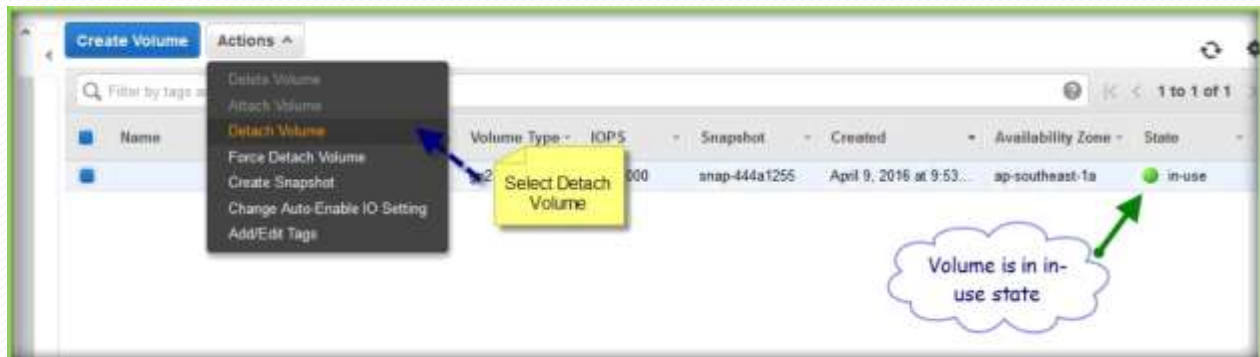 Create Volume Actions
Filter by tags 1 to 1 of 1
Delete Volume
Attach Volume
Detach Volume
Force Detach Volume
Create Snapshot
Change Auto-Enable IO Setting
Add/Edit Tags
Name Volume Type IOPS Snapshot Created Availability Zone State
snap-444a1255 April 9, 2016 at 9:53... ap-southeast-1a in-use
Select Detach
Volume
Volume is in in-
use state